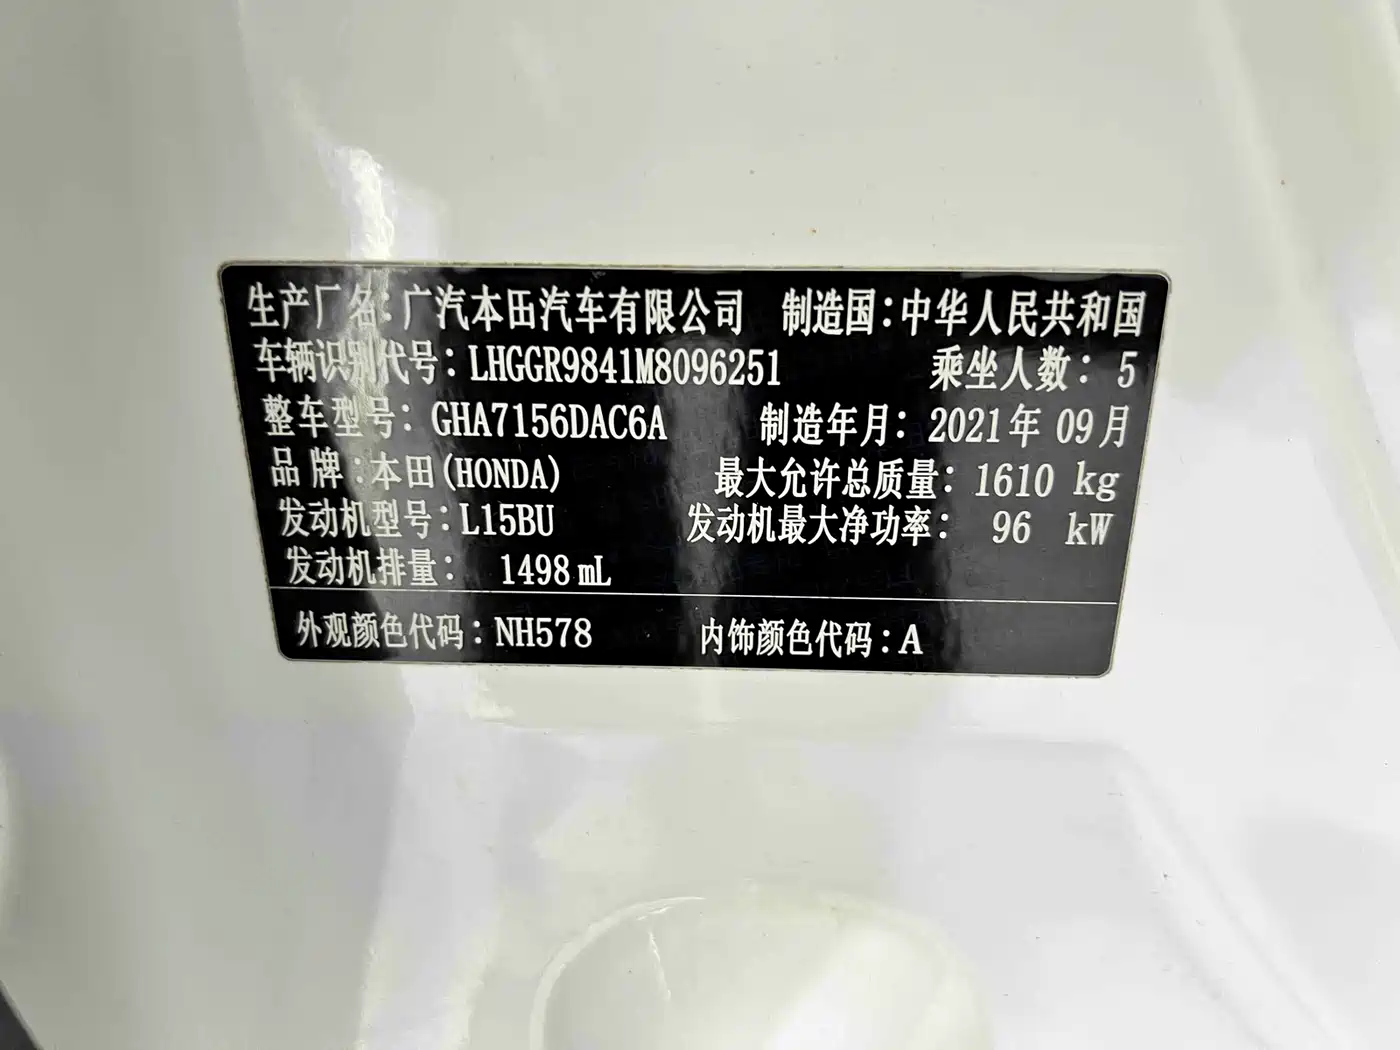 生产厂名:广汽本田汽车有限公司 制造国:中华人民共和国
车辆识别代号:LHGGR9841M8096251 乘坐人数: 5
整车型号: GHA7156DAC6A 制造年月: 2021年 09月
品 牌:本田(HONDA) 最大允许总质量: 1610 kg
发动机型号:L15BU 发动机最大净功率: 96 kW
发动机排量: 1498 mL
外观颜色代码:NH578 内饰颜色代码:A